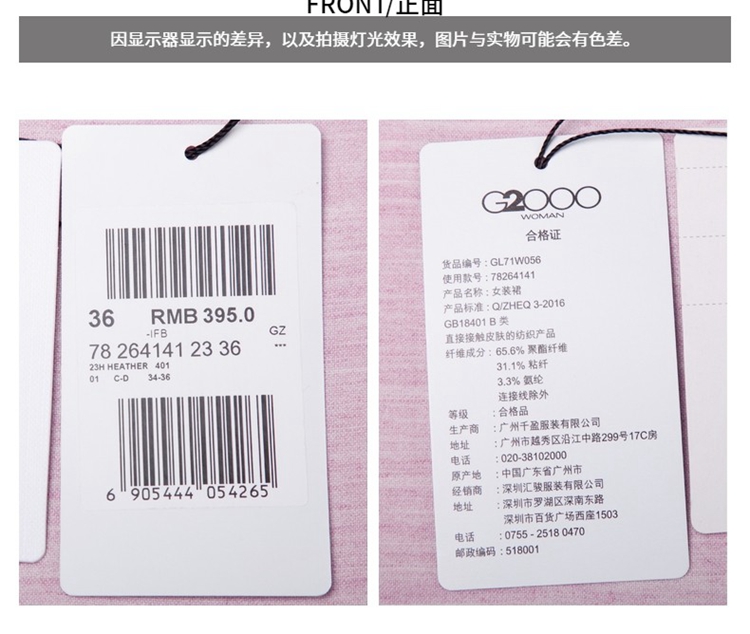 FRONT/正面
因显示器显示的差异，以及拍摄灯光效果，图片与实物可能会有色差。
36 RMB 395.0
-IFB GZ
78 264141 23 36 ---
23H HEATHER 401
01 C-D 34-36
6 905444 054265
G2000
WOMAN
合格证
货品编号：GL71W056
使用款号：78264141
产品名称：女装裙
产品标准：Q/ZHEQ 3-2016
GB18401 B 类
直接接触皮肤的纺织产品
纤维成分：65.6% 聚酯纤维
31.1% 粘纤
3.3% 氨纶
连接线除外
等级：合格品
生产商：广州千盈服装有限公司
地址：广州市越秀区沿江中路299号17C房
电话：020-38102000
原产地：中国广东省广州市
经销商：深圳汇骏服装有限公司
地址：深圳市罗湖区深南东路
深圳市百货广场西座1503
电话：0755 - 2518 0470
邮政编码：518001